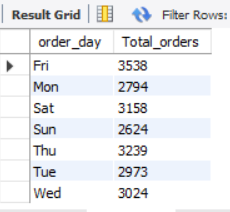 Result Grid Filter Rows:
order_day Total_orders
Fri 3538
Mon 2794
Sat 3158
Sun 2624
Thu 3239
Tue 2973
Wed 3024